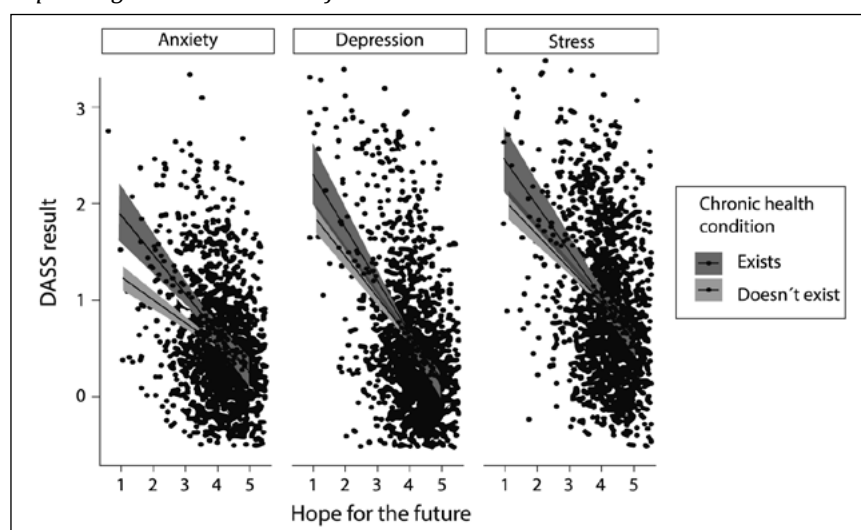 Anxiety
Depression
Stress
3
2
1
0
DASS result
1 2 3 4 5
1 2 3 4 5
1 2 3 4 5
Hope for the future
Chronic health
condition
Exists
Doesn´t exist